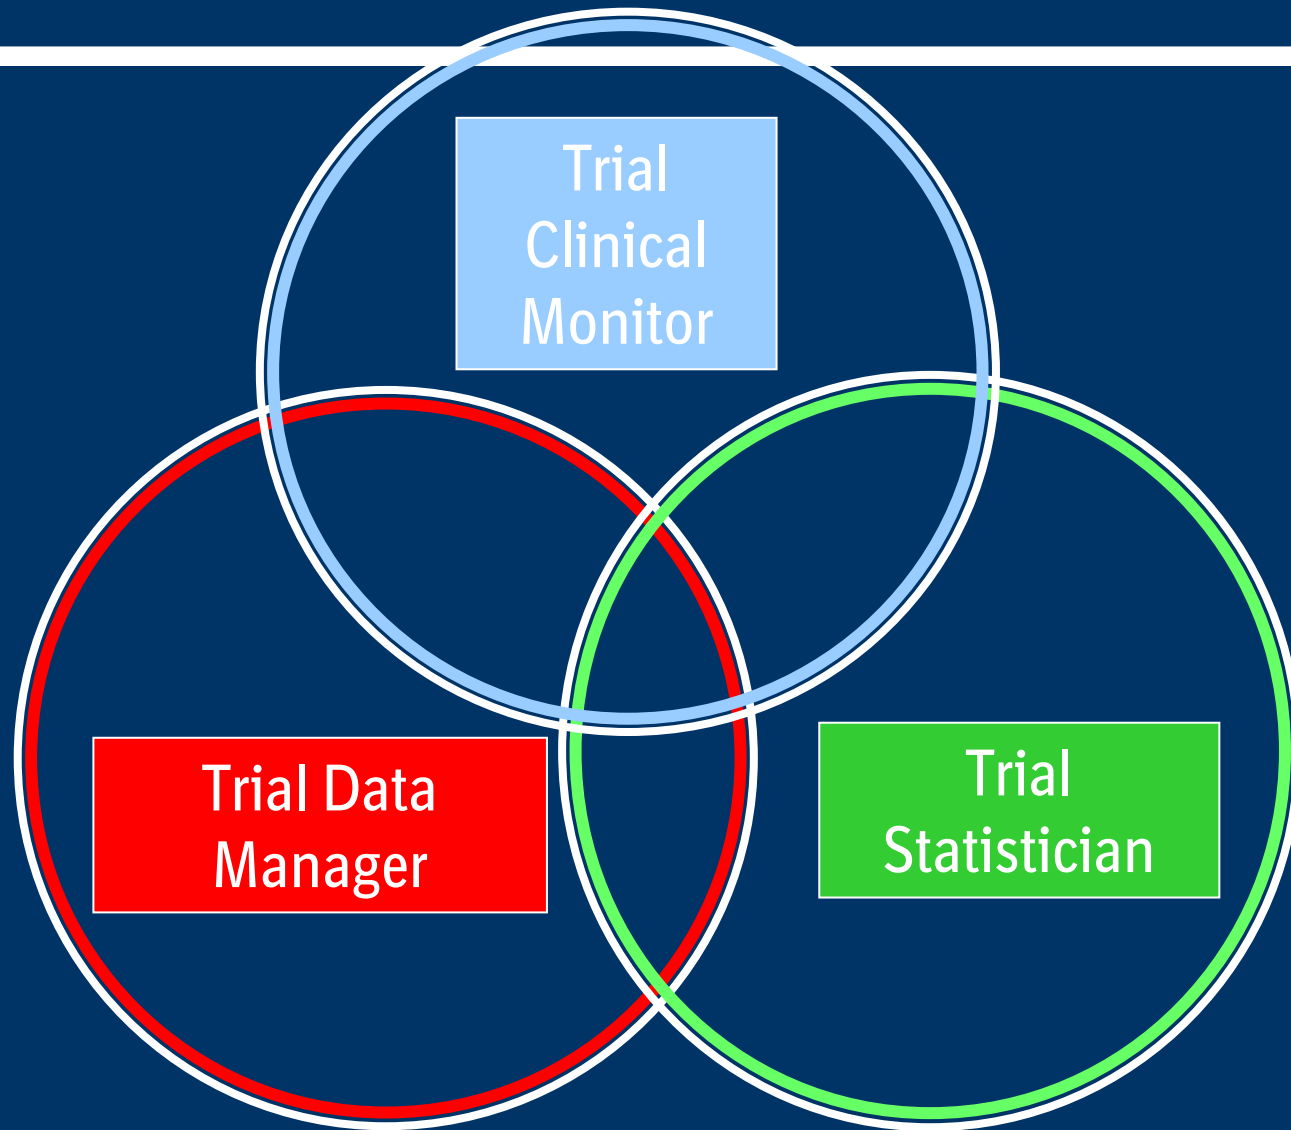 Trial
Clinical
Monitor
Trial Data
Manager
Trial
Statistician